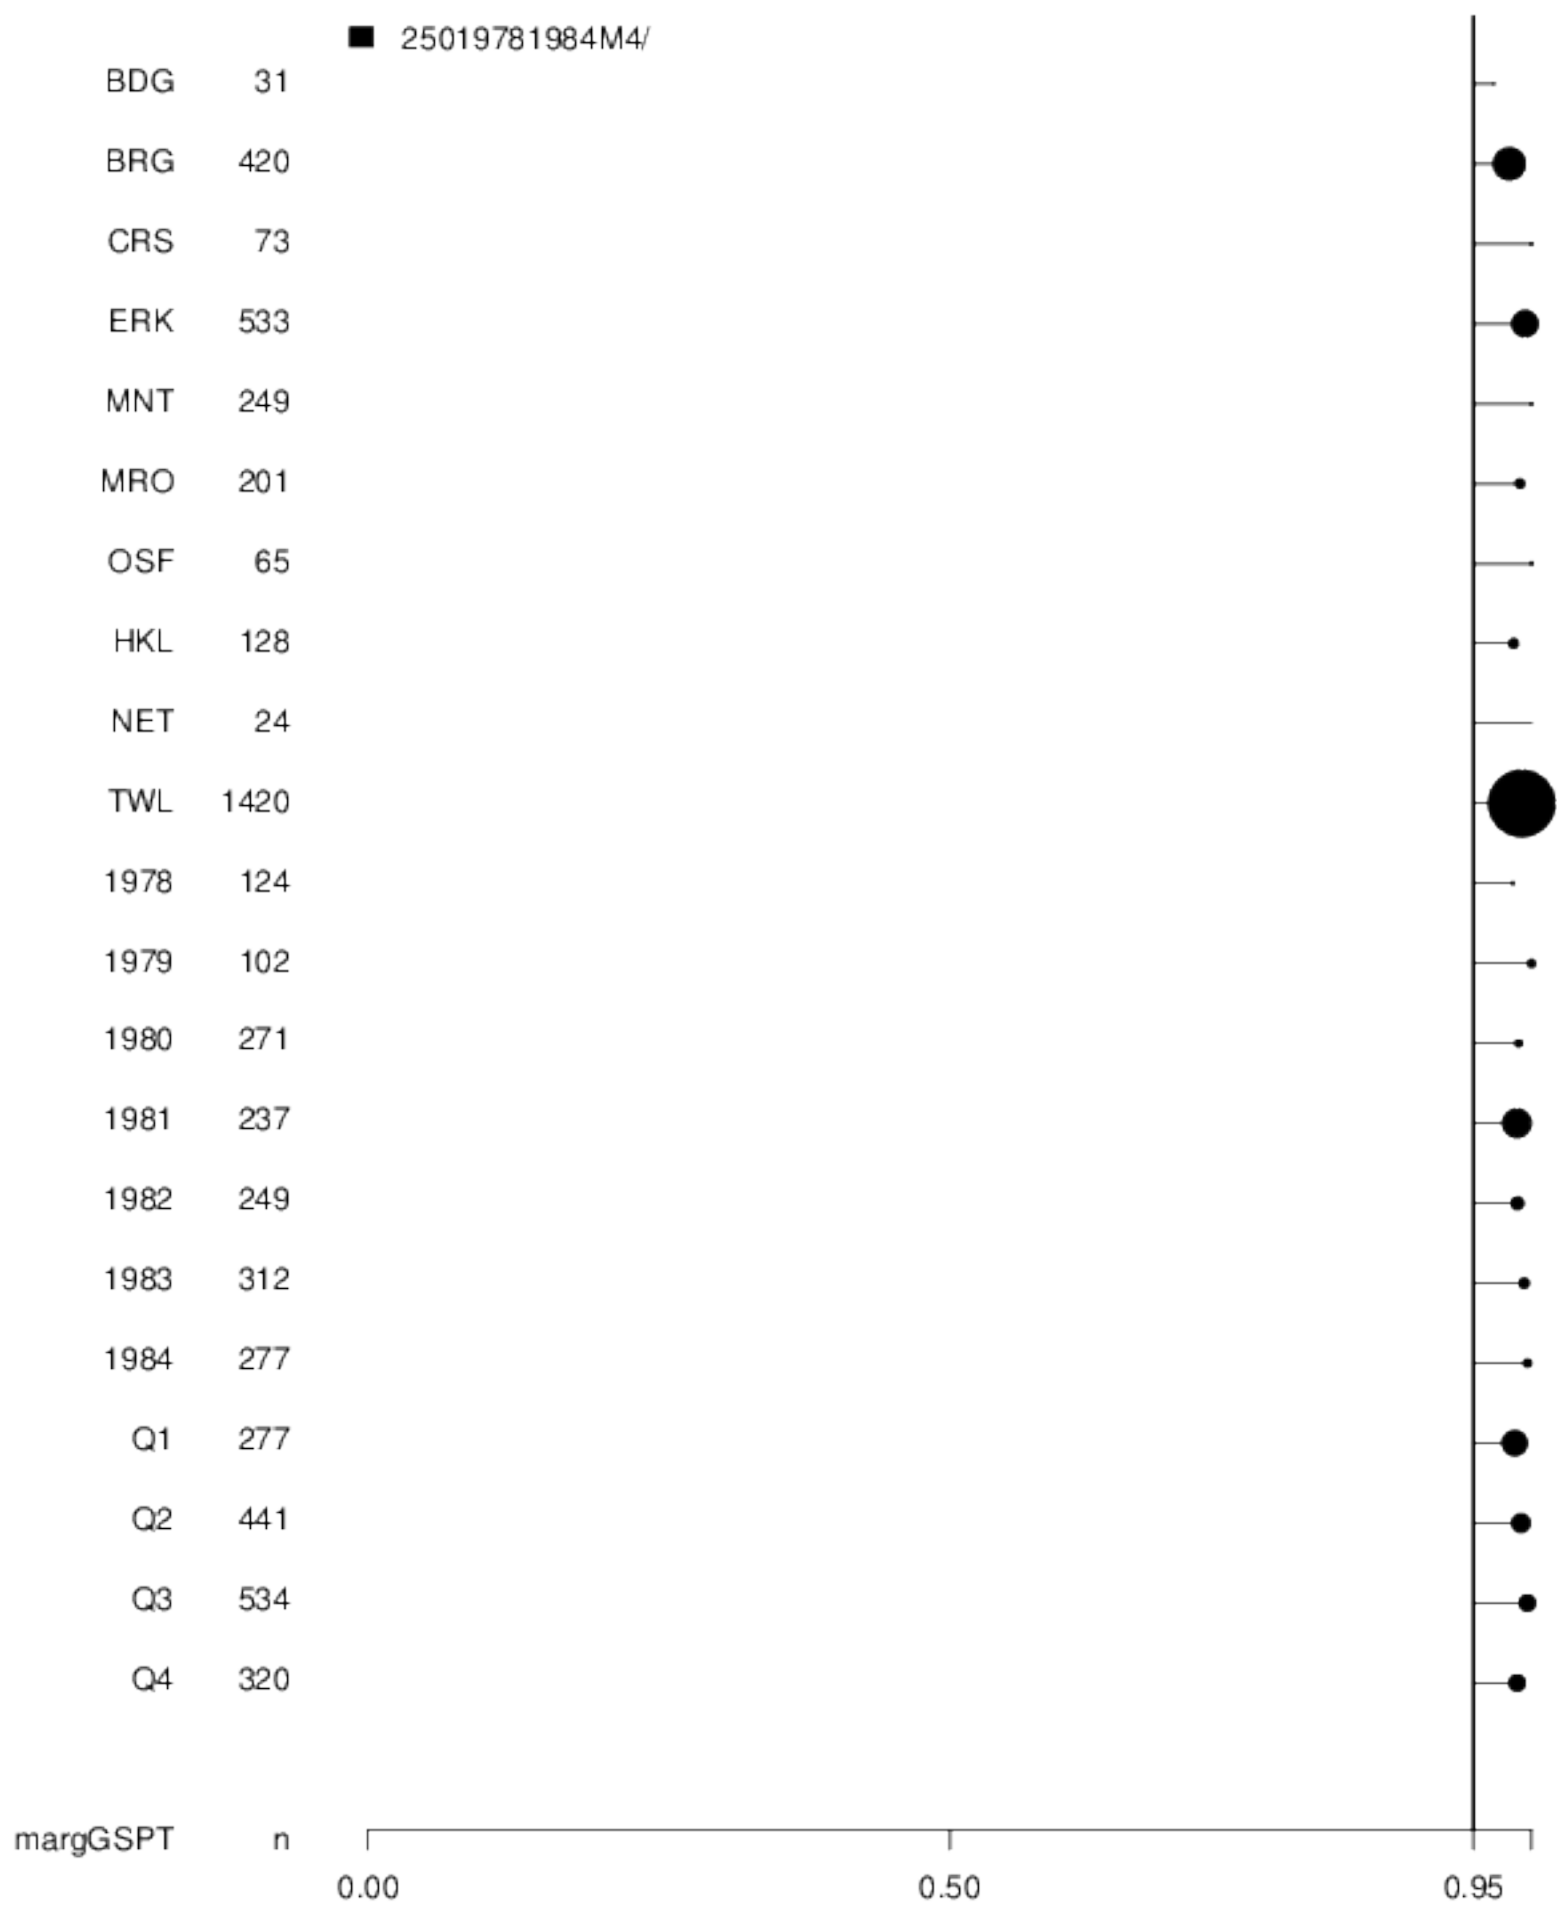 25019781984M4/
BDG 31
BRG 420
CRS 73
ERK 533
MNT 249
MRO 201
OSF 65
HKL 128
NET 24
TWL 1420
1978 124
1979 102
1980 271
1981 237
1982 249
1983 312
1984 277
Q1 277
Q2 441
Q3 534
Q4 320
margGSPT n
0.00 0.50 0.95